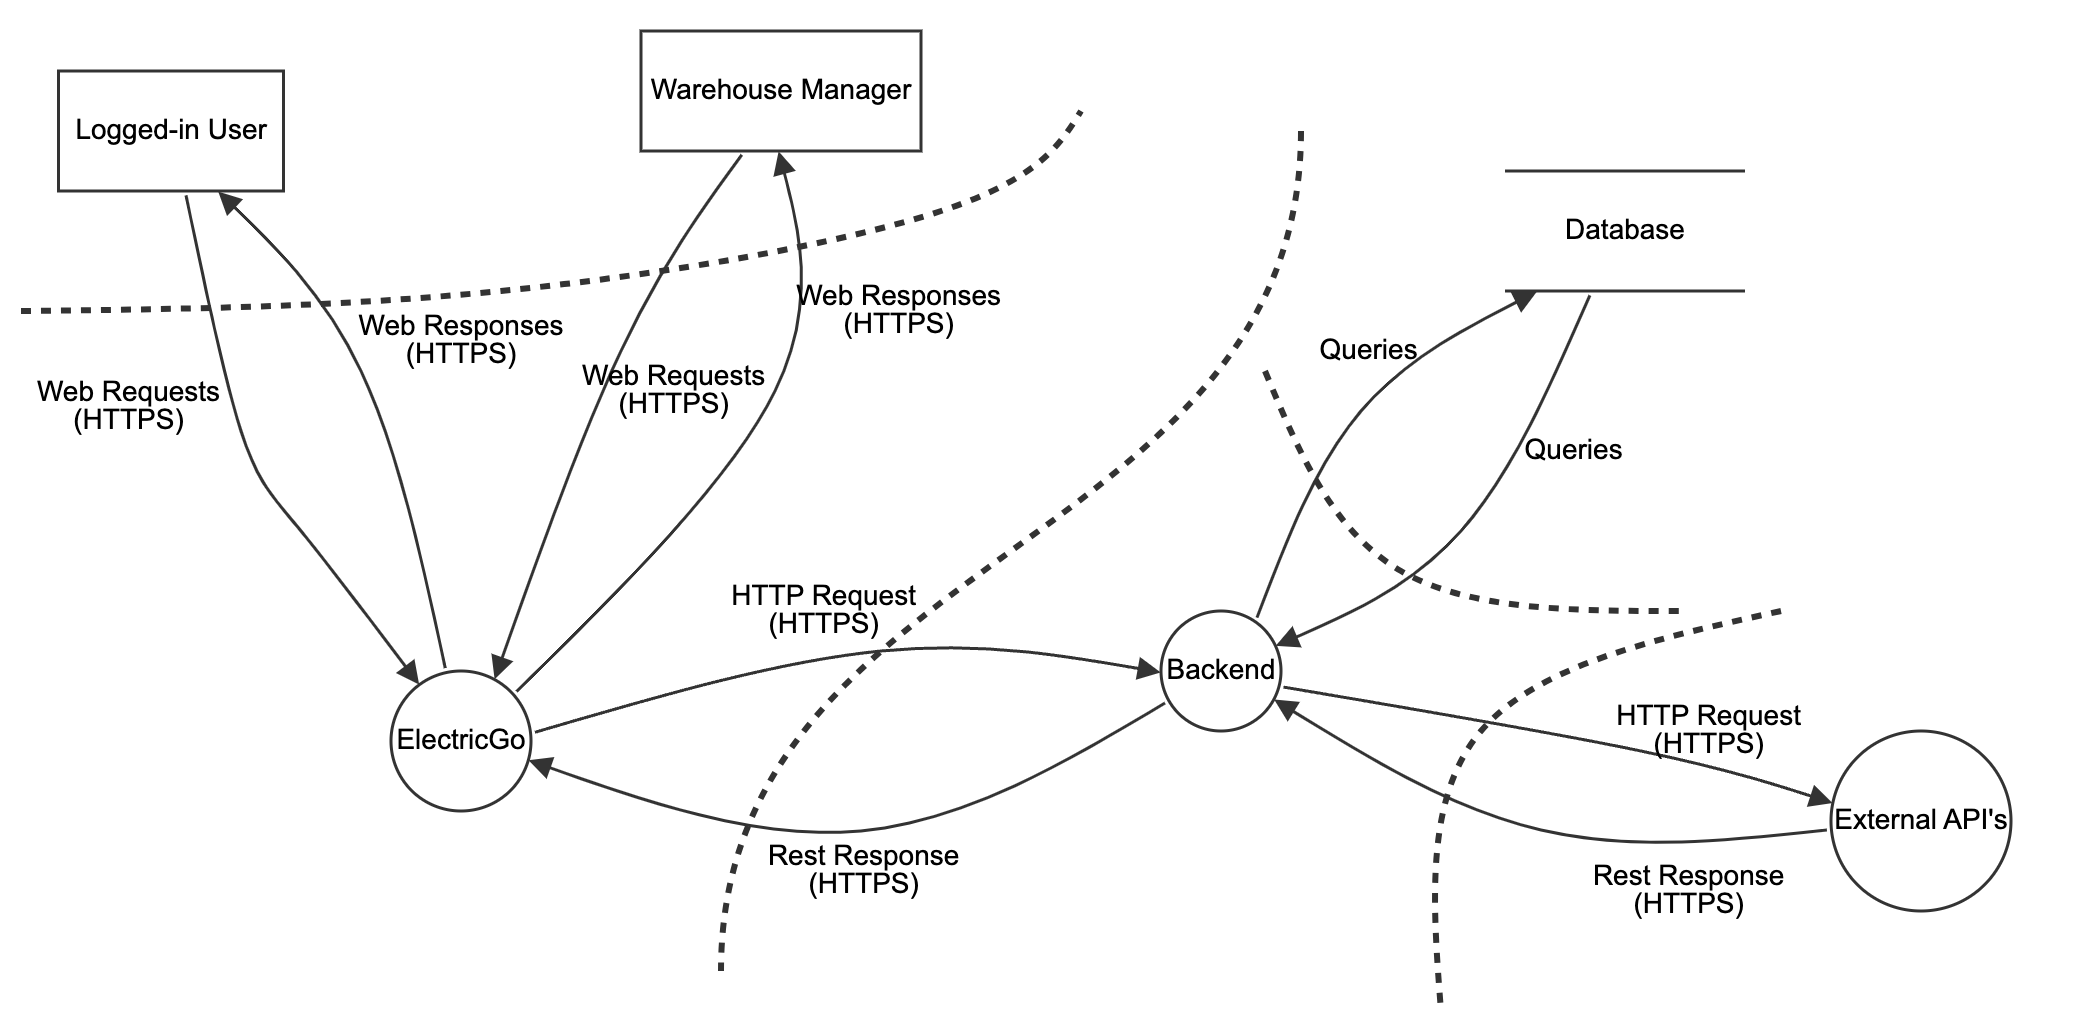 Warehouse Manager
Logged-in User
Database
Web Responses
(HTTPS)
Web Responses
(HTTPS)
Queries
Web Requests
(HTTPS)
Web Requests
(HTTPS)
Queries
HTTP Request
(HTTPS)
Backend
ElectricGo
HTTP Request
(HTTPS)
External API's
Rest Response
(HTTPS)
Rest Response
(HTTPS)